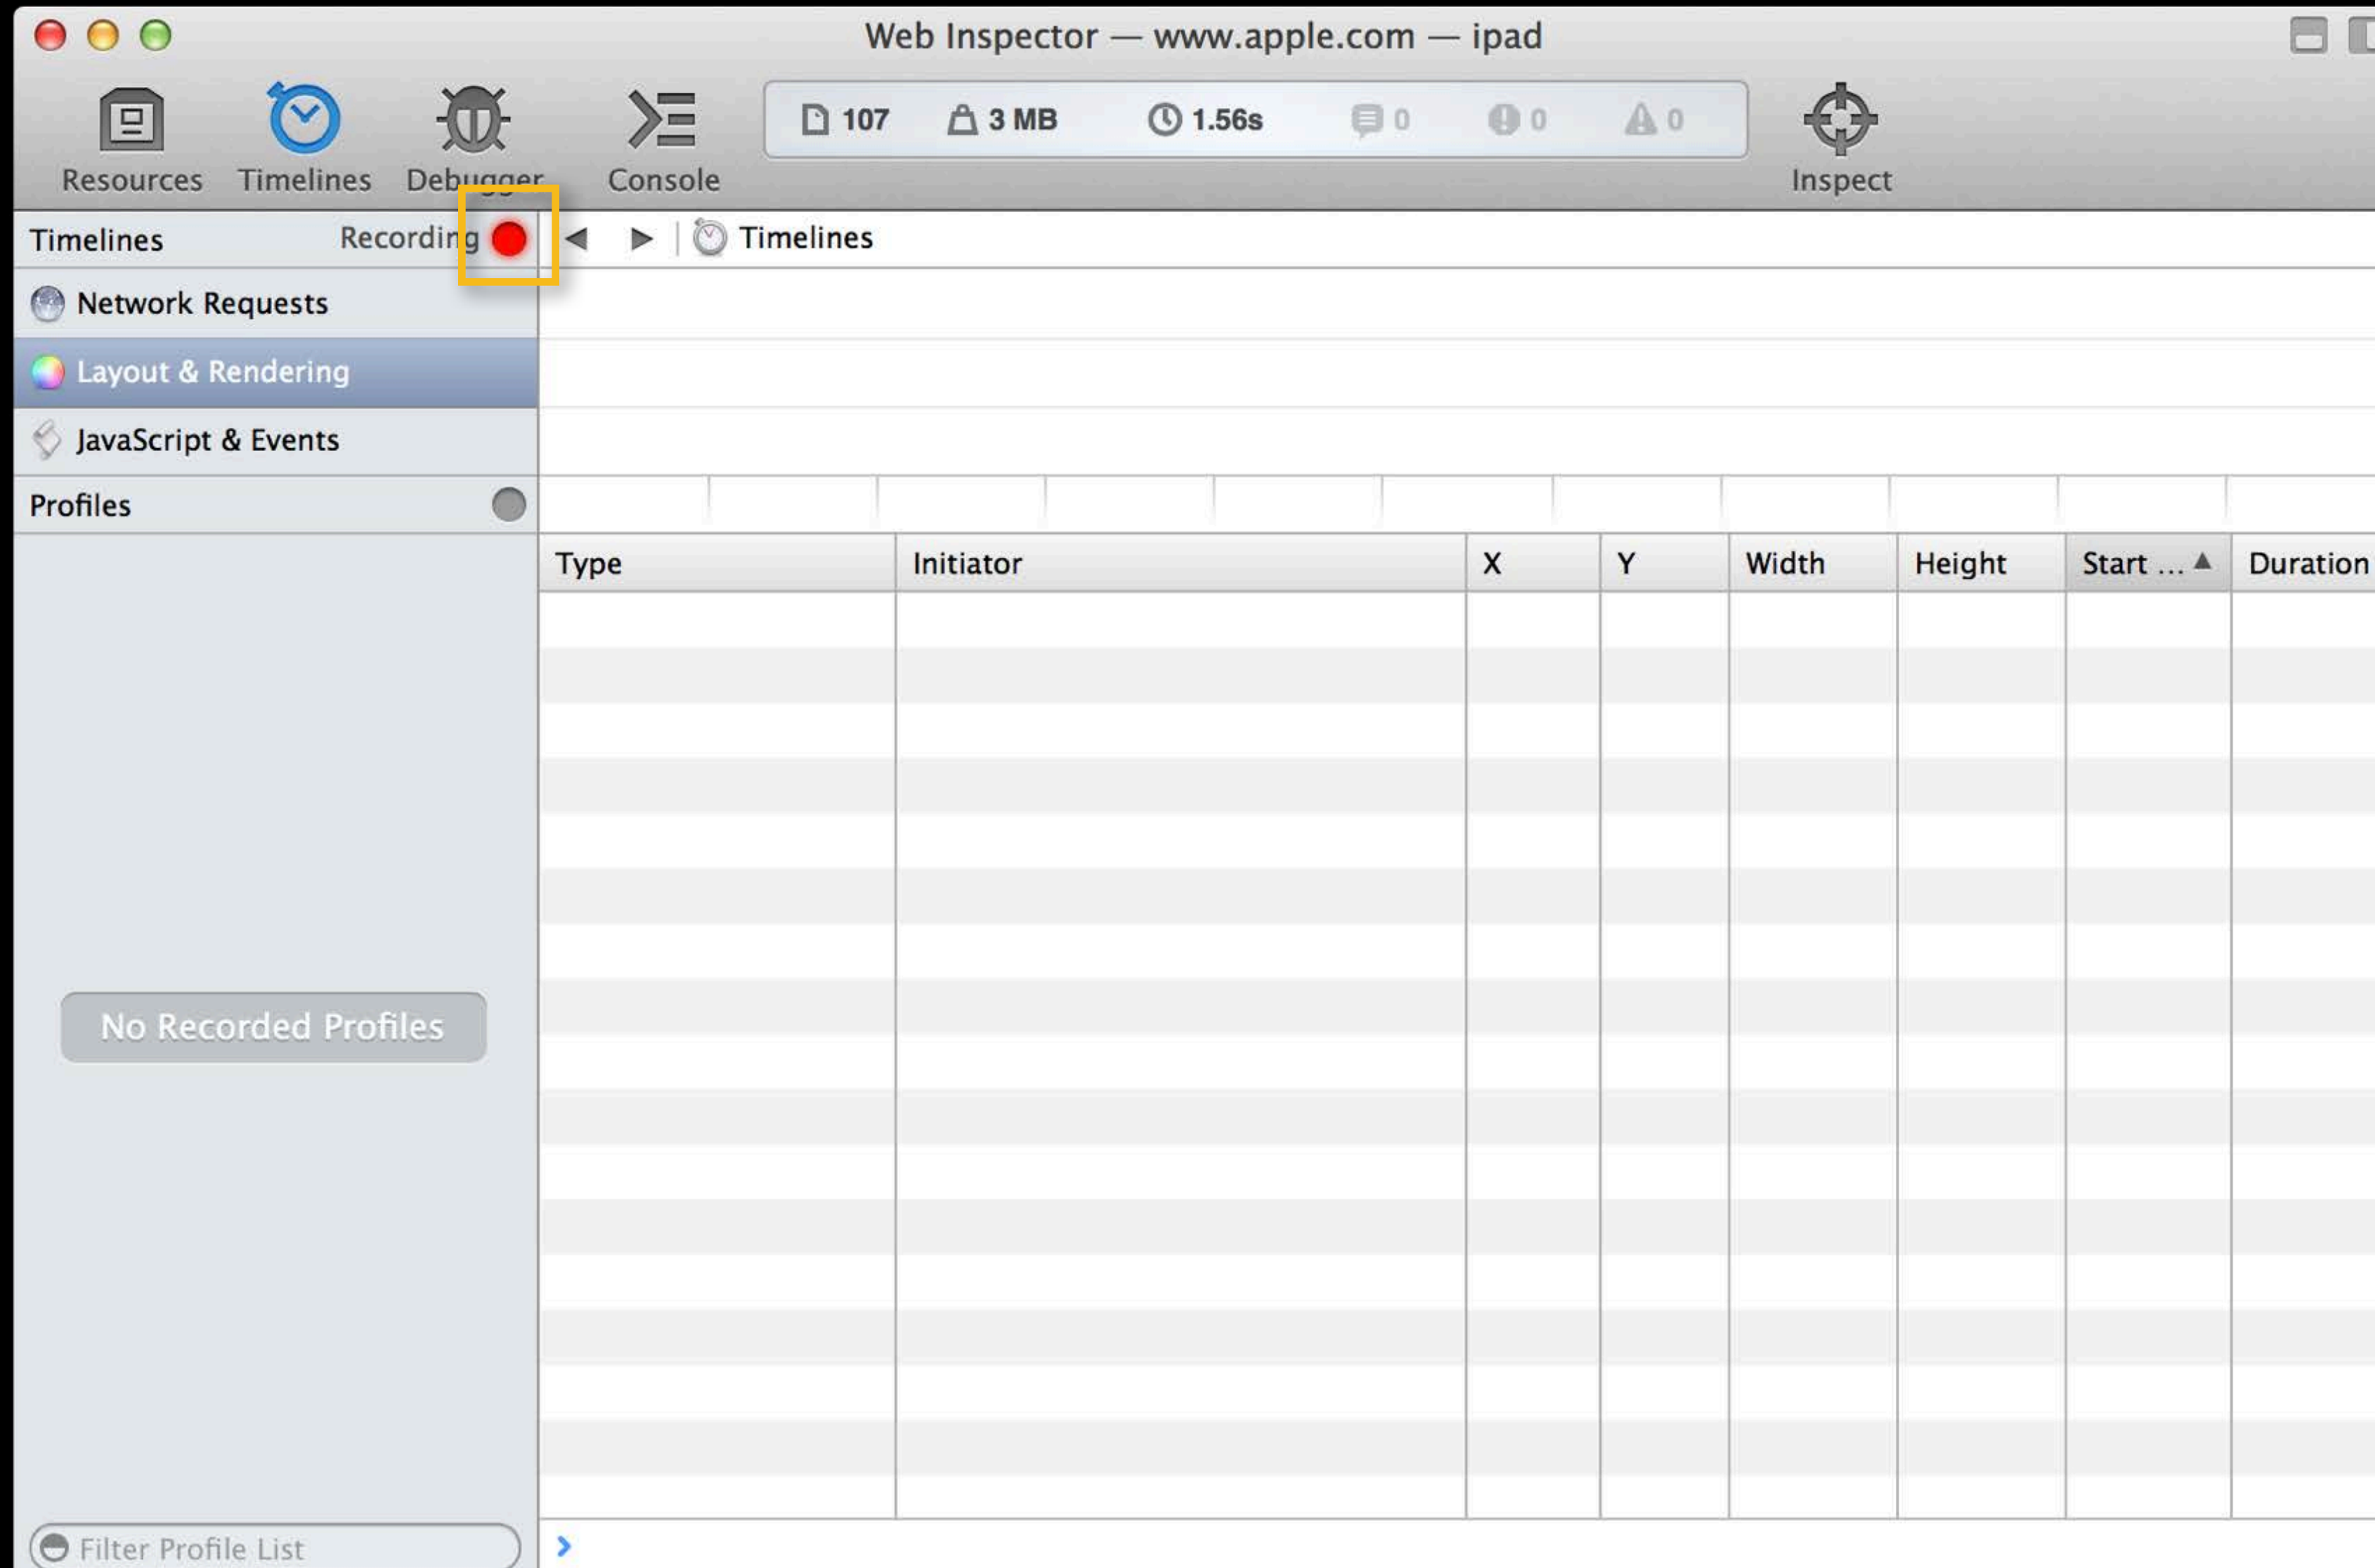 Web Inspector — www.apple.com — ipad
107 3 MB 1.56s 0 0 0
Resources Timelines Debugger Console Inspect
Timelines Recording Timelines
Network Requests
Layout & Rendering
JavaScript & Events
Profiles
Type Initiator X Y Width Height Start ... Duration
No Recorded Profiles
Filter Profile List